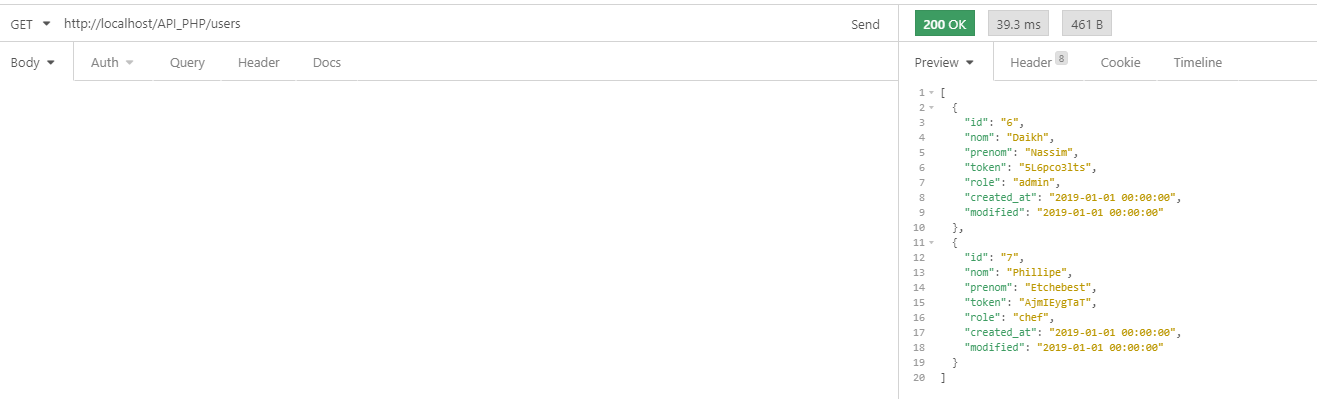 GET http://localhost/API_PHP/users Send 200 OK 39.3 ms 461 B
Body Auth Query Header Docs Preview Header 8 Cookie Timeline
1 [
2 {
3 "id": "6",
4 "nom": "Daikh",
5 "prenom": "Nassim",
6 "token": "5L6pco3lts",
7 "role": "admin",
8 "created_at": "2019-01-01 00:00:00",
9 "modified": "2019-01-01 00:00:00"
10 },
11 {
12 "id": "7",
13 "nom": "Phillipe",
14 "prenom": "Etchebest",
15 "token": "AjmIEygTaT",
16 "role": "chef",
17 "created_at": "2019-01-01 00:00:00",
18 "modified": "2019-01-01 00:00:00"
19 }
20 ]